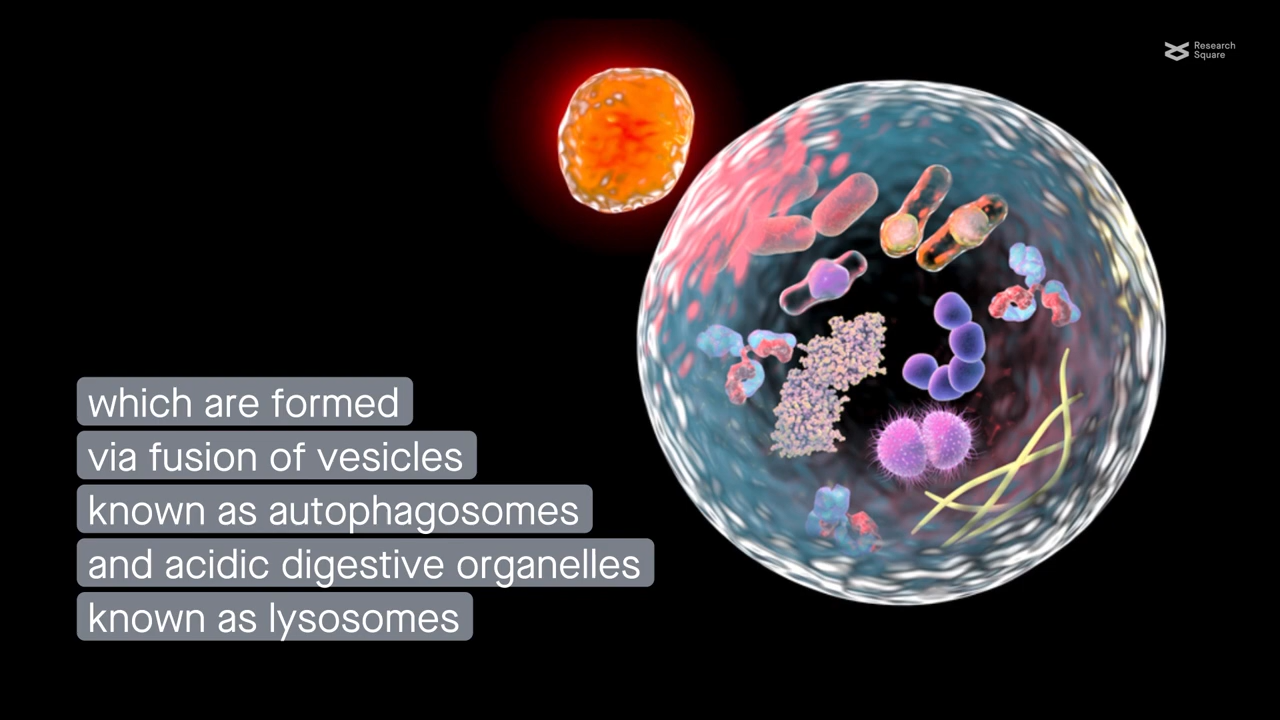 Research
Square
which are formed
via fusion of vesicles
known as autophagosomes
and acidic digestive organelles
known as lysosomes